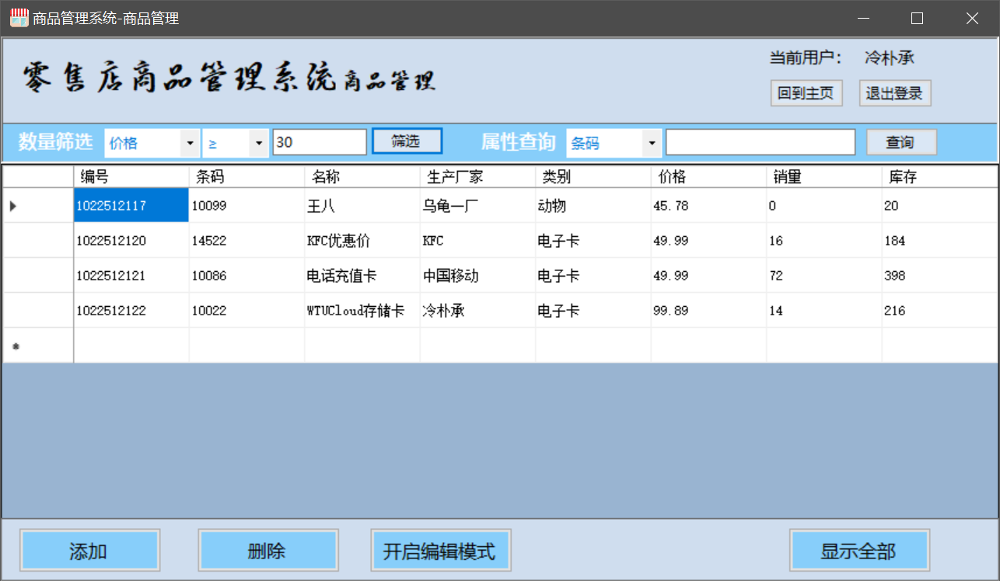 商品管理系统-商品管理
零售店商品管理系统商品管理
当前用户： 冷朴承
回到主页 退出登录
数量筛选 价格 ≥ 30 筛选 属性查询 条码 查询
编号 条码 名称 生产厂家 类别 价格 销量 库存
1022512117 10099 王八 乌龟一厂 动物 45.78 0 20
1022512120 14522 KFC优惠价 KFC 电子卡 49.99 16 184
1022512121 10086 电话充值卡 中国移动 电子卡 49.99 72 398
1022512122 10022 WTUCloud存储卡 冷朴承 电子卡 99.89 14 216
添加 删除 开启编辑模式 显示全部